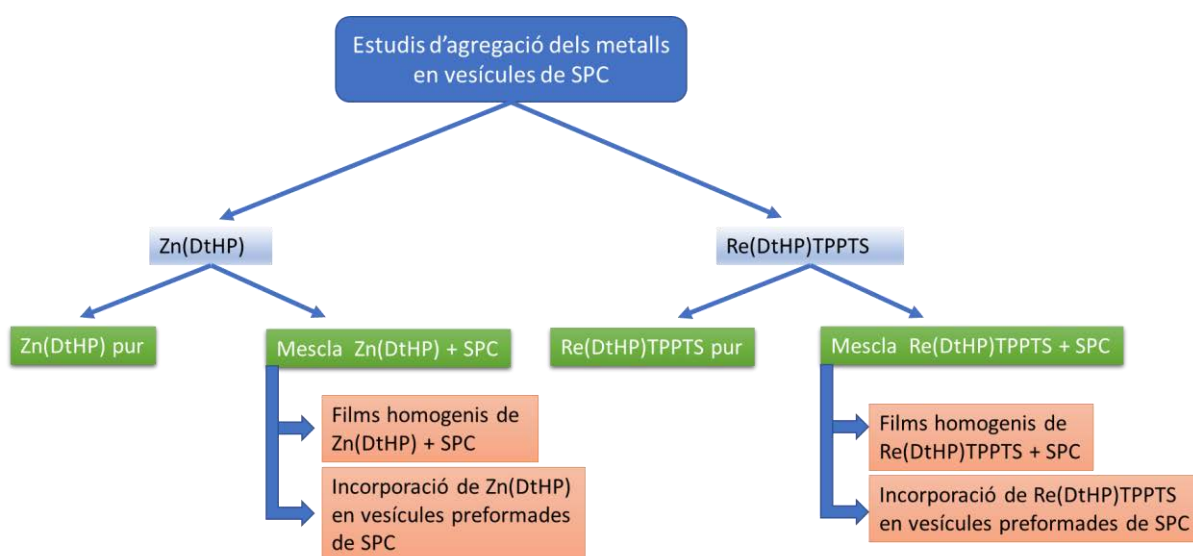 Estudis d'agregació dels metalls
en vesícules de SPC
Zn(DtHP)
Re(DtHP)TPPTS
Zn(DtHP) pur
Mescla Zn(DtHP) + SPC
Re(DtHP)TPPTS pur
Mescla Re(DtHP)TPPTS + SPC
Films homogenis de
Zn(DtHP) + SPC
Incorporació de Zn(DtHP)
en vesícules preformades
de SPC
Films homogenis de
Re(DtHP)TPPTS + SPC
Incorporació de Re(DtHP)TPPTS
en vesícules preformades de SPC